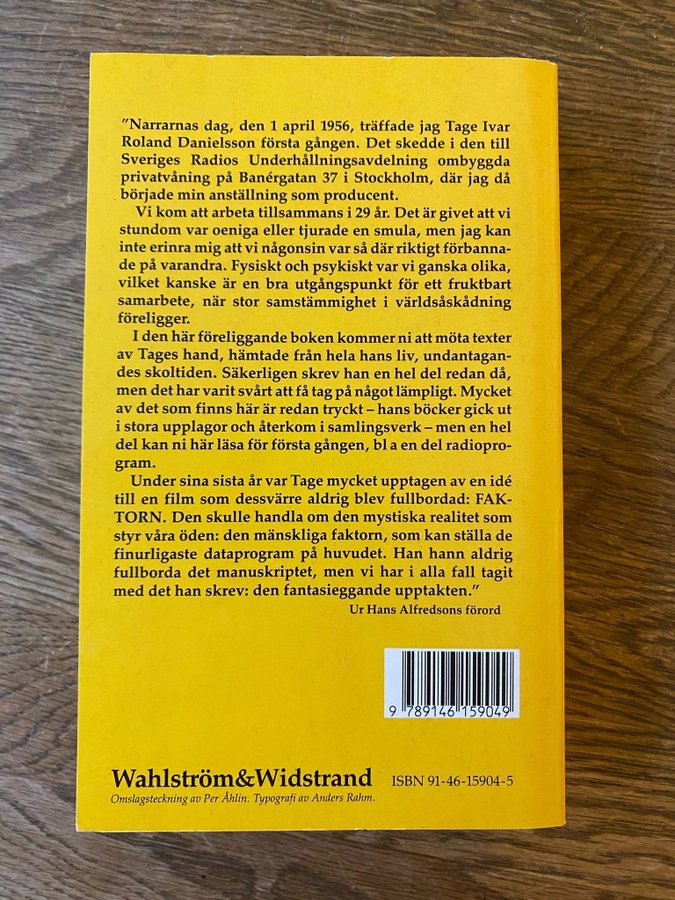 ”Narrarnas dag, den 1 april 1956, träffade jag Tage Ivar
Roland Danielsson första gången. Det skedde i den till
Sveriges Radios Underhållningsavdelning ombyggda
privatvåning på Banérgatan 37 i Stockholm, där jag då
började min anställning som producent.
Vi kom att arbeta tillsammans i 29 år. Det är givet att vi
stundom var oeniga eller tjurade en smula, men jag kan
inte erinra mig att vi någonsin var så där riktigt förbanna-
de på varandra. Fysiskt och psykiskt var vi ganska olika,
vilket kanske är en bra utgångspunkt för ett fruktbart
samarbete, när stor samstämmighet i världsåskådning
föreligger.
I den här föreliggande boken kommer ni att möta texter
av Tages hand, hämtade från hela hans liv, undantagan-
des skoltiden. Säkerligen skrev han en hel del redan då,
men det har varit svårt att få tag på något lämpligt. Mycket
av det som finns här är redan tryckt – hans böcker gick ut
i stora upplagor och återkom i samlingsverk – men en hel
del kan ni här läsa för första gången, bl a en del radiopro-
gram.
Under sina sista år var Tage mycket upptagen av en idé
till en film som dessvärre aldrig blev fullbordad: FAK-
TORN. Den skulle handla om den mystiska realitet som
styr våra öden: den mänskliga faktorn, som kan ställa de
finurligaste dataprogram på huvudet. Han hann aldrig
fullborda det manuskriptet, men vi har i alla fall tagit
med det han skrev: den fantasieggande upptakten.”
Ur Hans Alfredsons förord
9 789146 159049
Wahlström&Widstrand ISBN 91-46-15904-5
Omslagsteckning av Per Åhlin. Typografi av Anders Rahm.